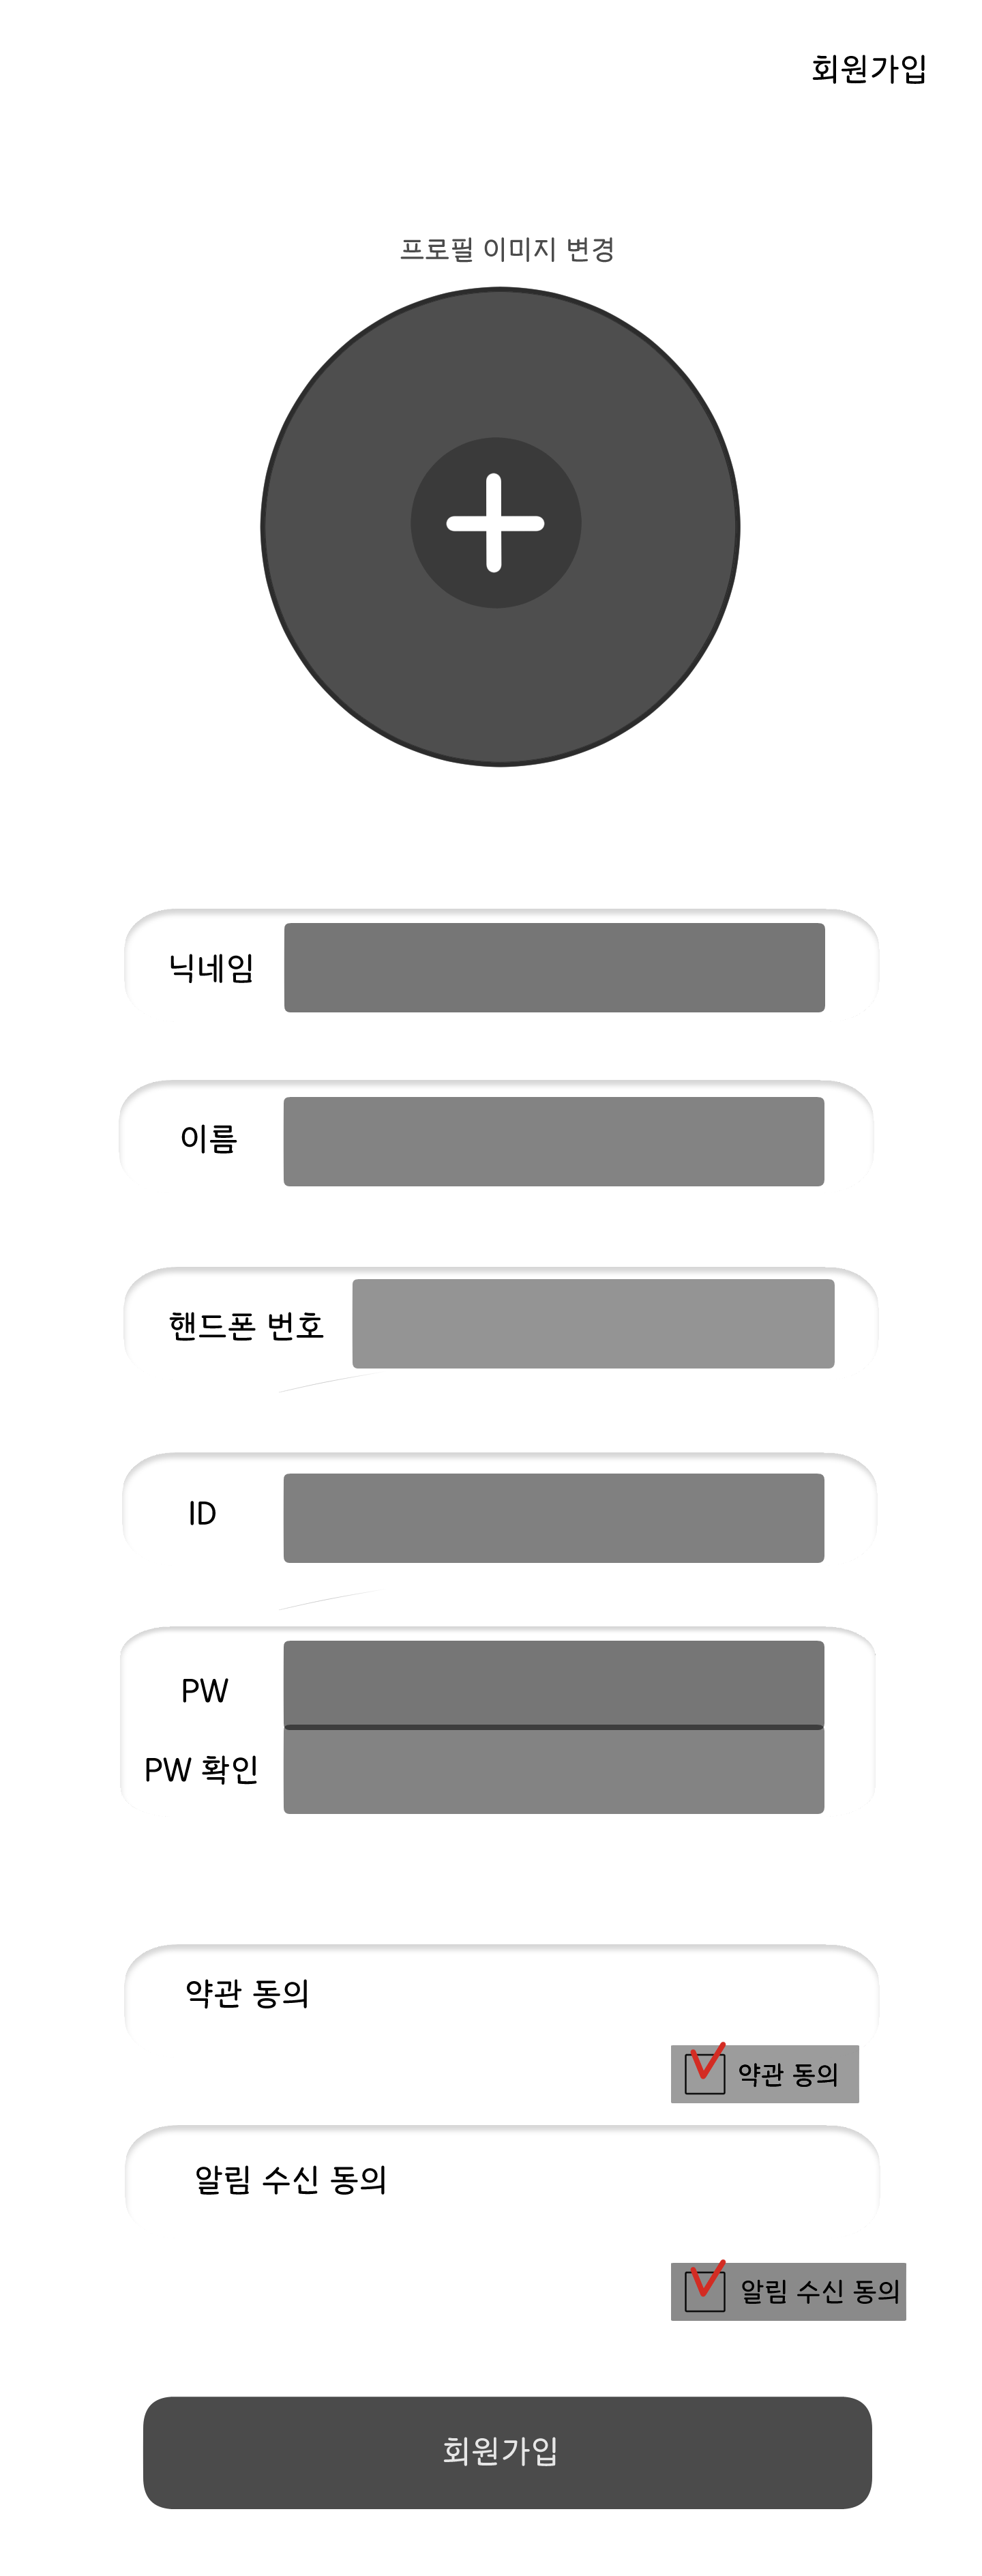 회원가입
프로필 이미지 변경
닉네임
이름
핸드폰 번호
ID
PW
PW 확인
약관 동의
약관 동의
알림 수신 동의
알림 수신 동의
회원가입